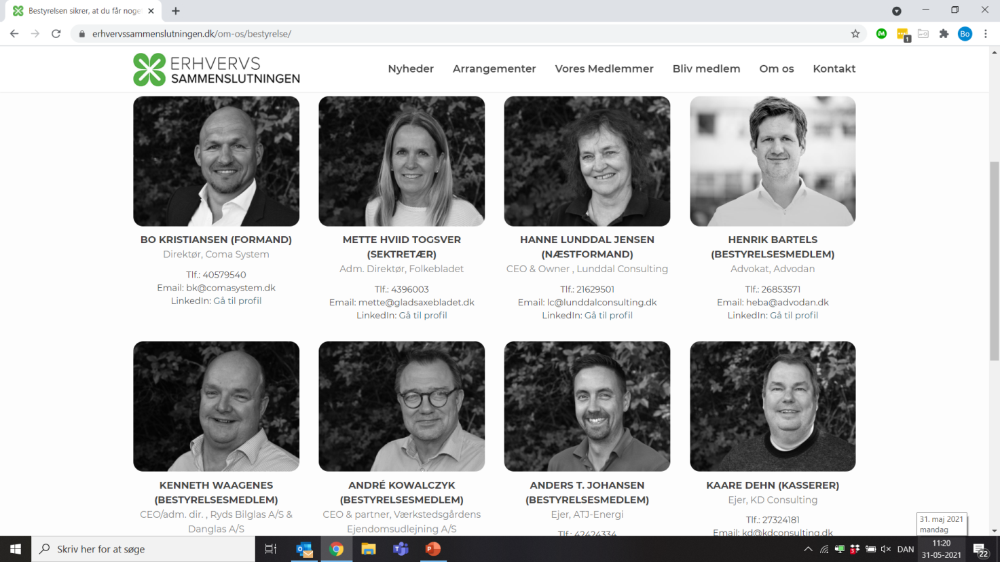 Bestyrelsen sikrer, at du får noge
erhvervssammenslutningen.dk/om-os/bestyrelse/
1
Bo
ERHVERVS
SAMMENSLUTNINGEN
Nyheder Arrangementer Vores Medlemmer Bliv medlem Om os Kontakt
BO KRISTIANSEN (FORMAND)
Direktør, Coma System
Tlf.: 40579540
Email: bk@comasystem.dk
LinkedIn: Gå til profil
METTE HVIID TOGSVER
(SEKTRETÆR)
Adm. Direktør, Folkebladet
Tlf.: 4396003
Email: mette@gladsaxebladet.dk
LinkedIn: Gå til profil
HANNE LUNDDAL JENSEN
(NÆSTFORMAND)
CEO & Owner , Lunddal Consulting
Tlf.: 21629501
Email: lc@lunddalconsulting.dk
LinkedIn: Gå til profil
HENRIK BARTELS
(BESTYRELSESMEDLEM)
Advokat, Advodan
Tlf.: 26853571
Email: heba@advodan.dk
LinkedIn: Gå til profil
KENNETH WAAGENES
(BESTYRELSESMEDLEM)
CEO/adm. dir. , Ryds Bilglas A/S &
Danglas A/S
ANDRÉ KOWALCZYK
(BESTYRELSESMEDLEM)
CEO & partner, Værkstedsgårdens
Ejendomsudlejning A/S
ANDERS T. JOHANSEN
(BESTYRELSESMEDLEM)
Ejer, ATJ-Energi
Tlf.: 42424334
KAARE DEHN (KASSERER)
Ejer, KD Consulting
Tlf.: 27324181
Email: kd@kdconsulting.dk
31. maj 2021
mandag
Skriv her for at søge
DAN
11:20
31-05-2021
22